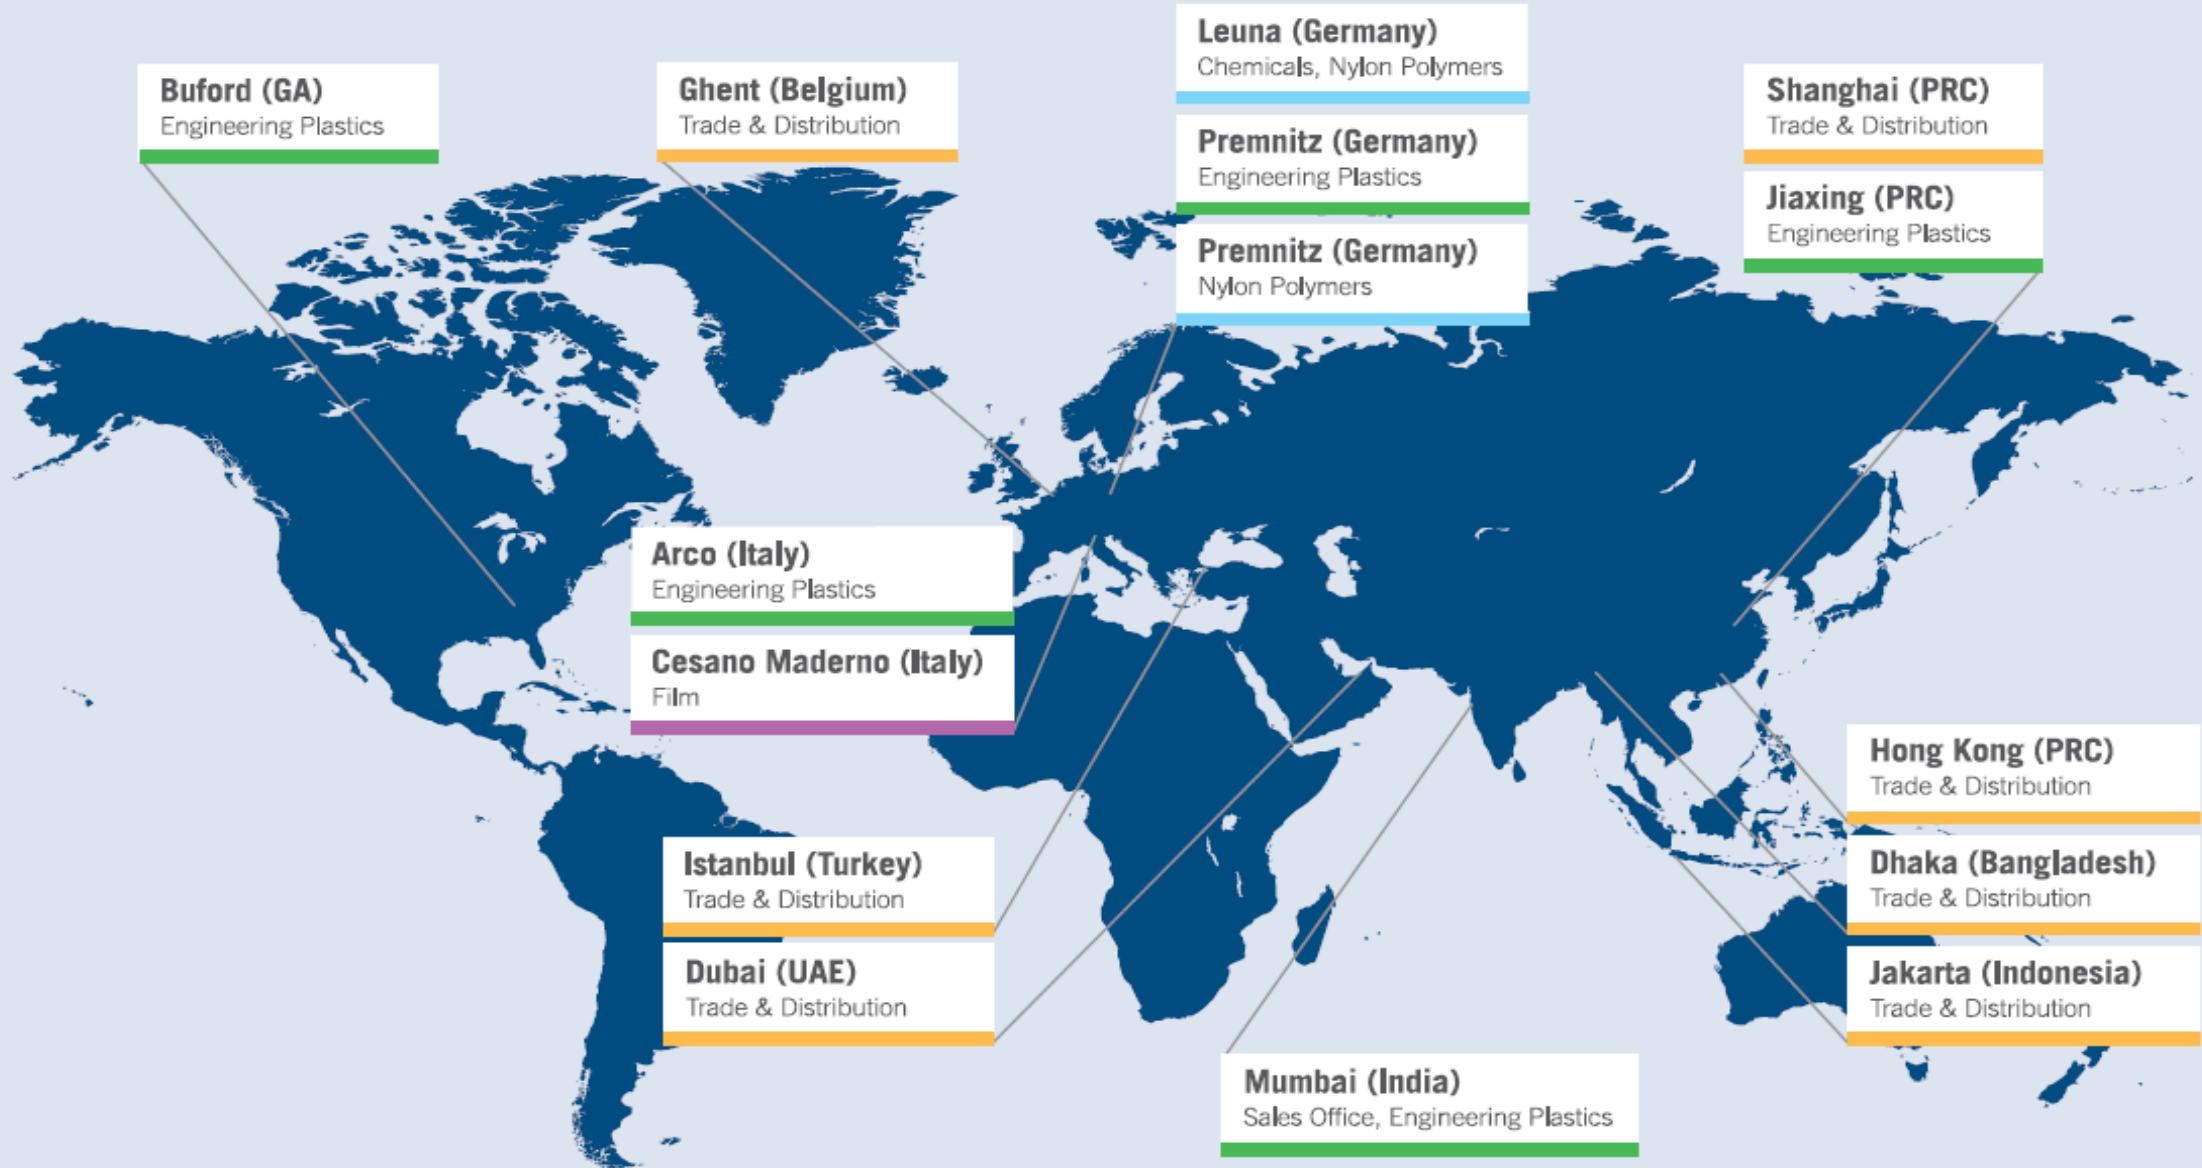 Buford (GA)
Engineering Plastics
Ghent (Belgium)
Trade & Distribution
Leuna (Germany)
Chemicals, Nylon Polymers
Premnitz (Germany)
Engineering Plastics
Premnitz (Germany)
Nylon Polymers
Shanghai (PRC)
Trade & Distribution
Jiaxing (PRC)
Engineering Plastics
Arco (Italy)
Engineering Plastics
Cesano Maderno (Italy)
Film
Istanbul (Turkey)
Trade & Distribution
Dubai (UAE)
Trade & Distribution
Hong Kong (PRC)
Trade & Distribution
Dhaka (Bangladesh)
Trade & Distribution
Jakarta (Indonesia)
Trade & Distribution
Mumbai (India)
Sales Office, Engineering Plastics